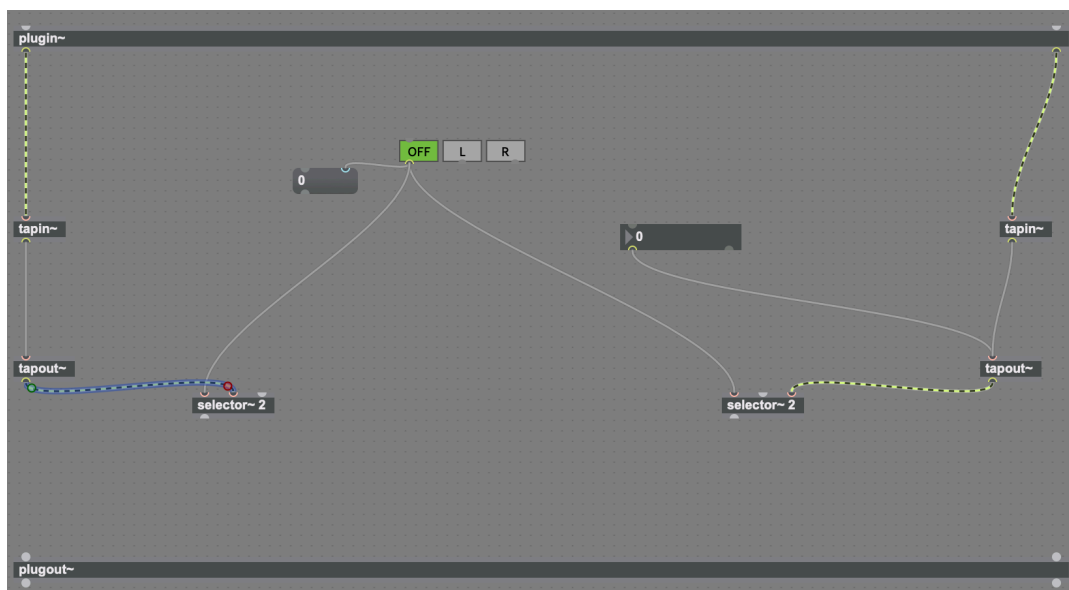 plugin~
OFF L R
0
0
tapin~ tapin~
tapout~ tapout~
selector~ 2 selector~ 2
plugout~